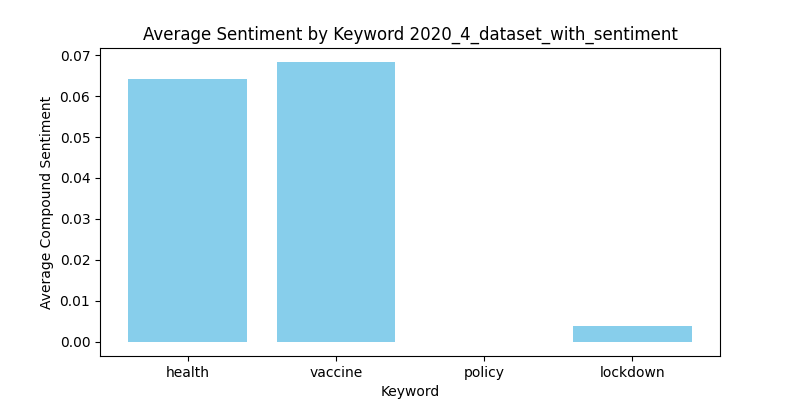 Average Sentiment by Keyword 2020_4_dataset_with_sentiment
Average Compound Sentiment
0.07
0.06
0.05
0.04
0.03
0.02
0.01
0.00
health vaccine policy lockdown
Keyword